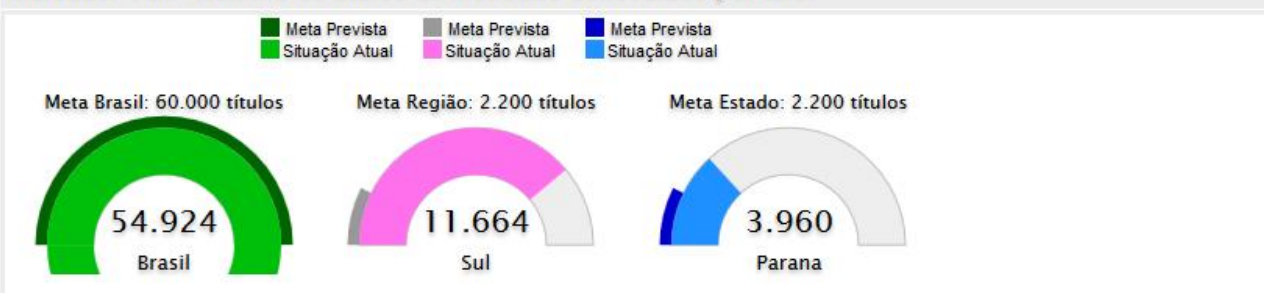 Meta Prevista Meta Prevista Meta Prevista
Situação Atual Situação Atual Situação Atual
Meta Brasil: 60.000 títulos Meta Região: 2.200 títulos Meta Estado: 2.200 títulos
54.924 11.664 3.960
Brasil Sul Parana